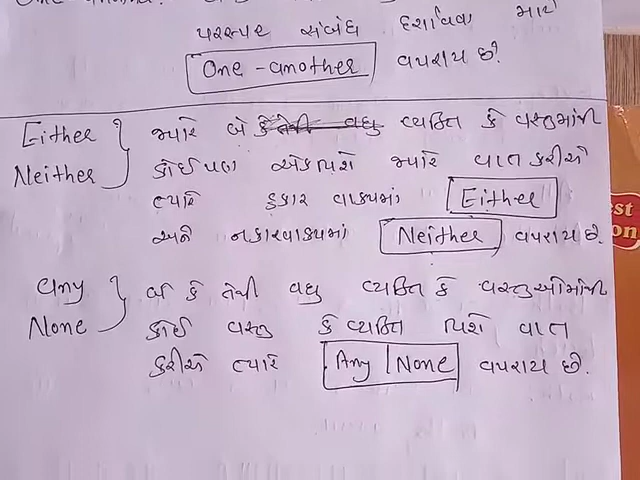 પરસ્પર સંબંધ દર્શાવવા માટે
One - another વપરાય છે.
Either
Neither
જ્યારે બે કે તેથી વધુ વ્યક્તિ કે વસ્તુમાંથી
કોઈપણ એક વિશે જ્યારે વાત કરીએ
ત્યારે હકાર વાક્યમાં Either
અને નકારવાક્યમાં Neither વપરાય છે.
Any
None
બે કે તેથી વધુ વ્યક્તિ કે વસ્તુઓમાંથી
કોઈ વસ્તુ કે વ્યક્તિ વિશે વાત
કરીએ ત્યારે Any | None વપરાય છે.